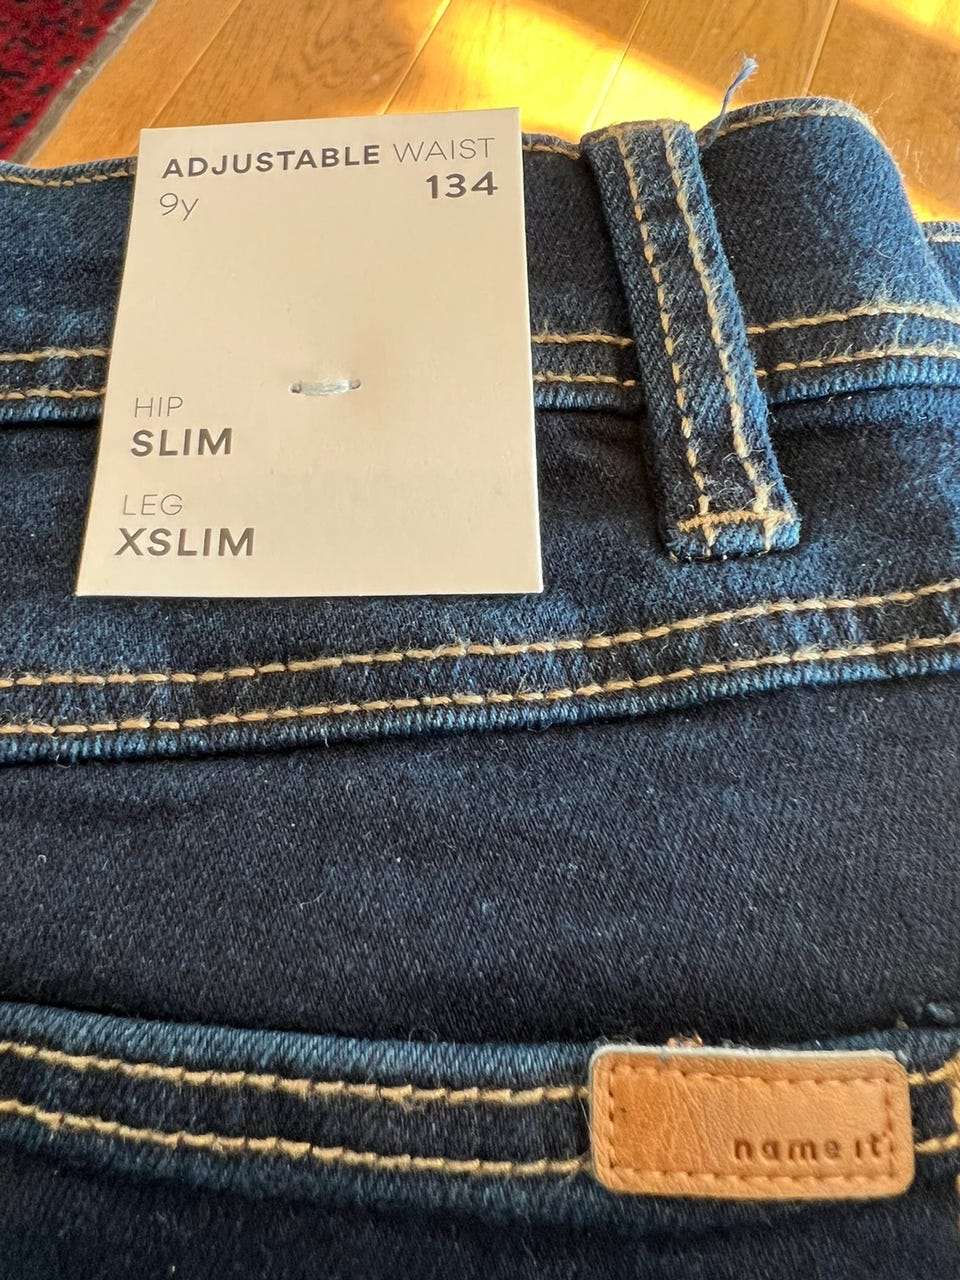 ADJUSTABLE WAIST
9y 134
HIP
SLIM
LEG
XSLIM
name it